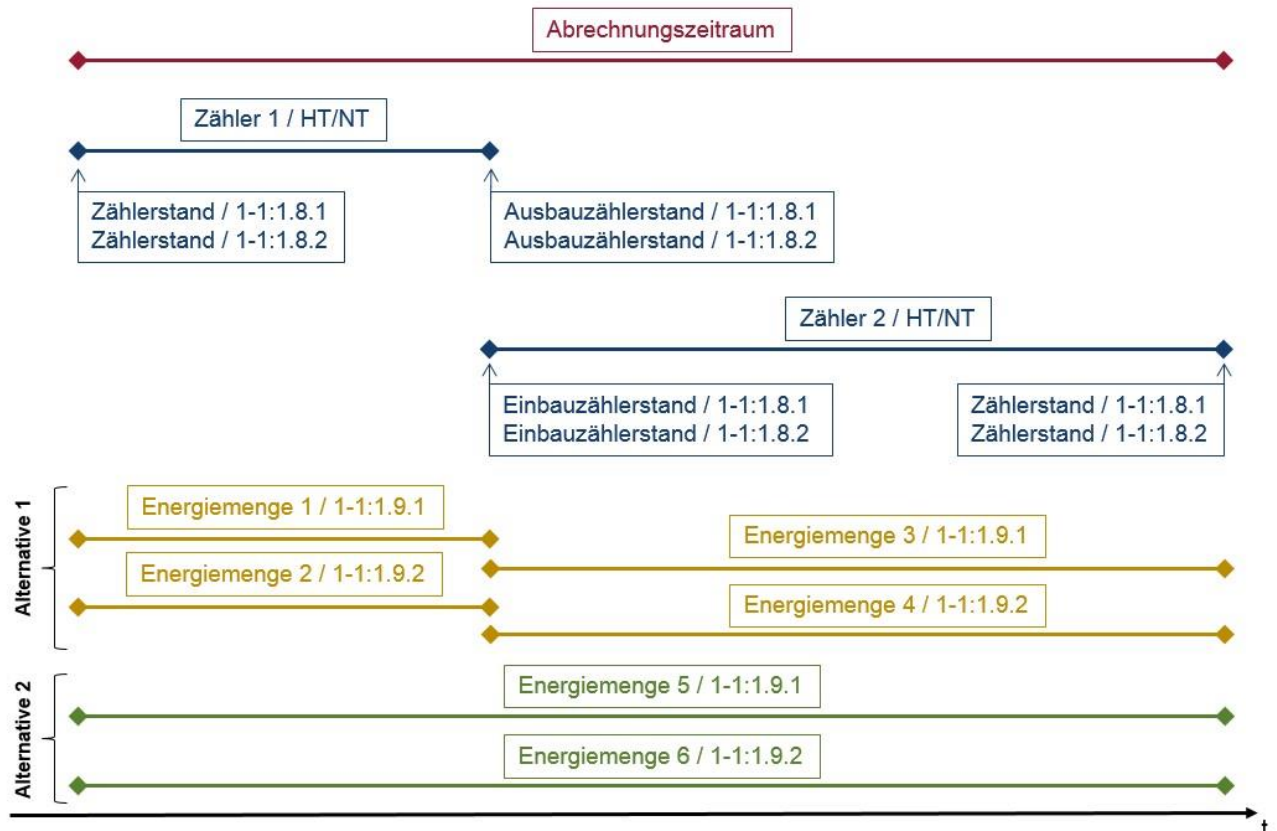 Abrechnungszeitraum
Zähler 1 / HT/NT
Zählerstand / 1-1:1.8.1
Zählerstand / 1-1:1.8.2
Ausbauzählerstand / 1-1:1.8.1
Ausbauzählerstand / 1-1:1.8.2
Zähler 2 / HT/NT
Einbauzählerstand / 1-1:1.8.1
Einbauzählerstand / 1-1:1.8.2
Zählerstand / 1-1:1.8.1
Zählerstand / 1-1:1.8.2
Alternative 1
Energiemenge 1 / 1-1:1.9.1
Energiemenge 3 / 1-1:1.9.1
Energiemenge 2 / 1-1:1.9.2
Energiemenge 4 / 1-1:1.9.2
Alternative 2
Energiemenge 5 / 1-1:1.9.1
Energiemenge 6 / 1-1:1.9.2
t